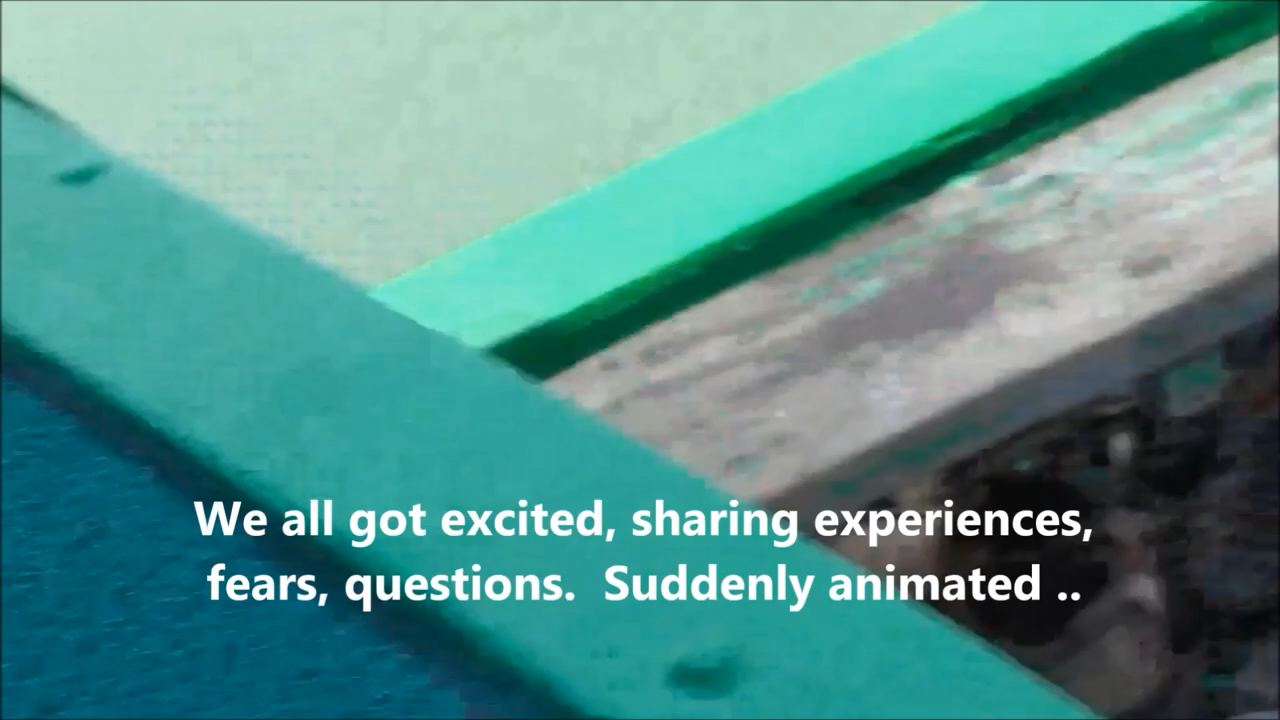 We all got excited, sharing experiences,
fears, questions.  Suddenly animated ..